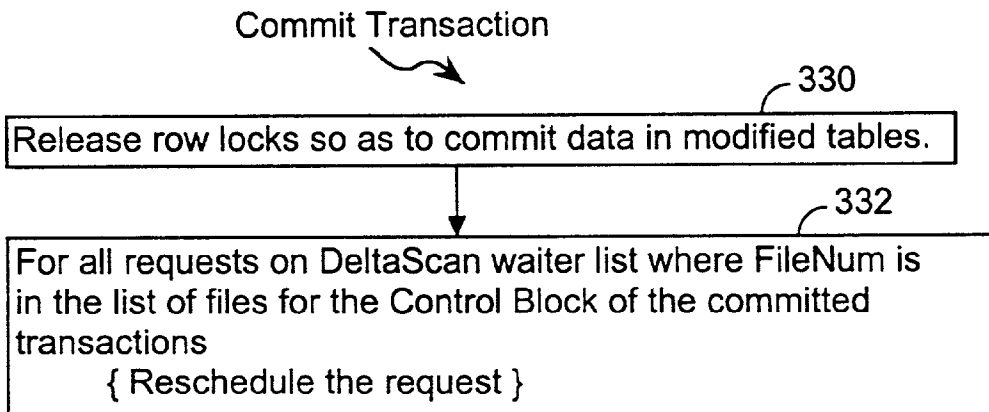 Commit Transaction
330
Release row locks so as to commit data in modified tables.
332
For all requests on DeltaScan waiter list where FileNum is
in the list of files for the Control Block of the committed
transactions
{ Reschedule the request }